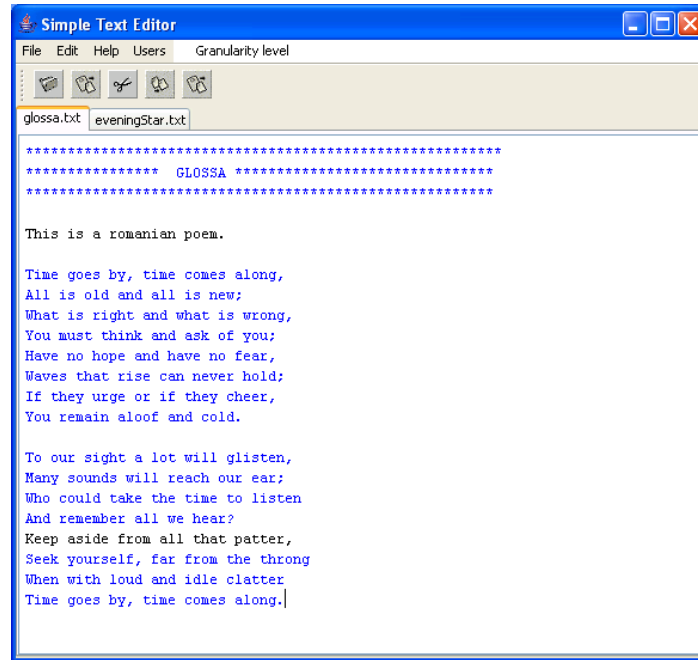 Simple Text Editor
File Edit Help Users Granularity level
glossa.txt eveningStar.txt
*********************************************************
****************  GLOSSA *******************************
********************************************************
This is a romanian poem.
Time goes by, time comes along,
All is old and all is new;
What is right and what is wrong,
You must think and ask of you;
Have no hope and have no fear,
Waves that rise can never hold;
If they urge or if they cheer,
You remain aloof and cold.
To our sight a lot will glisten,
Many sounds will reach our ear;
Who could take the time to listen
And remember all we hear?
Keep aside from all that patter,
Seek yourself, far from the throng
When with loud and idle clatter
Time goes by, time comes along.